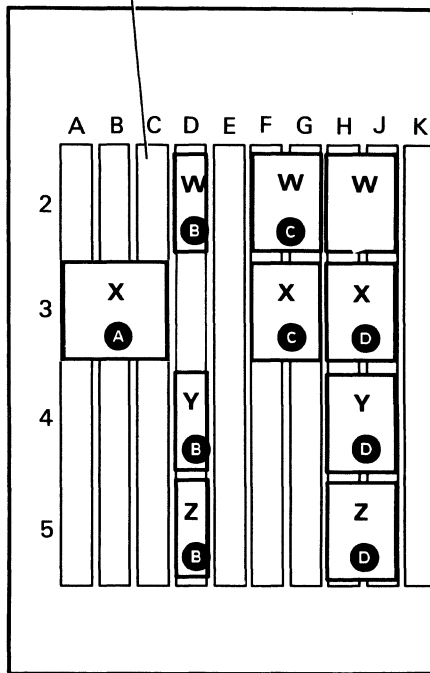 A B C D E F G H J K
2 W W W
B C
3 X X X
A C D
4 Y Y
B D
5 Z Z
B D